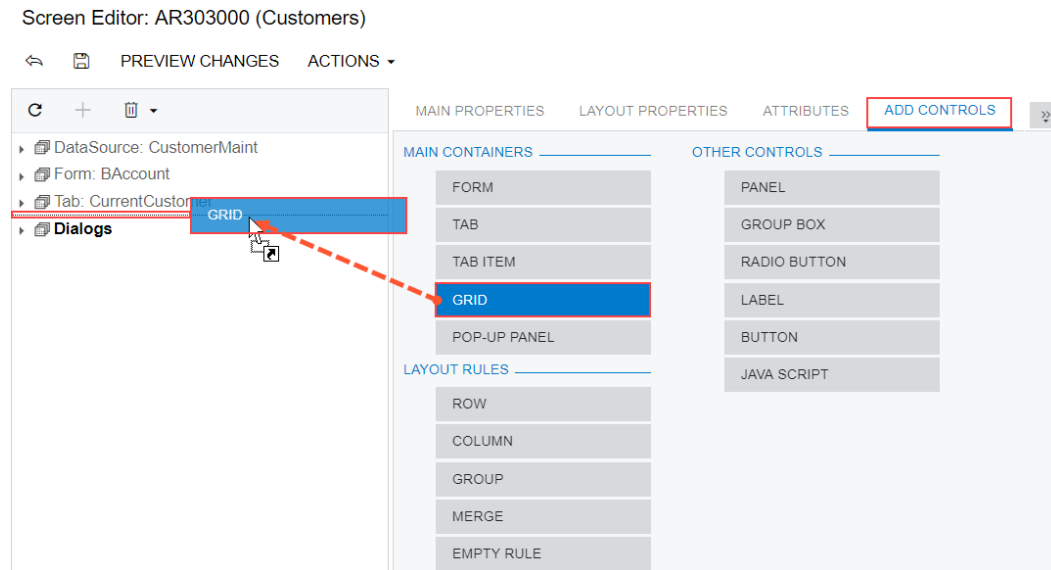 Screen Editor: AR303000 (Customers)
PREVIEW CHANGES ACTIONS
MAIN PROPERTIES LAYOUT PROPERTIES ATTRIBUTES ADD CONTROLS
DataSource: CustomerMaint
Form: BAccount
Tab: CurrentCustomer
GRID
Dialogs
MAIN CONTAINERS
FORM
TAB
TAB ITEM
GRID
POP-UP PANEL
LAYOUT RULES
ROW
COLUMN
GROUP
MERGE
EMPTY RULE
OTHER CONTROLS
PANEL
GROUP BOX
RADIO BUTTON
LABEL
BUTTON
JAVA SCRIPT